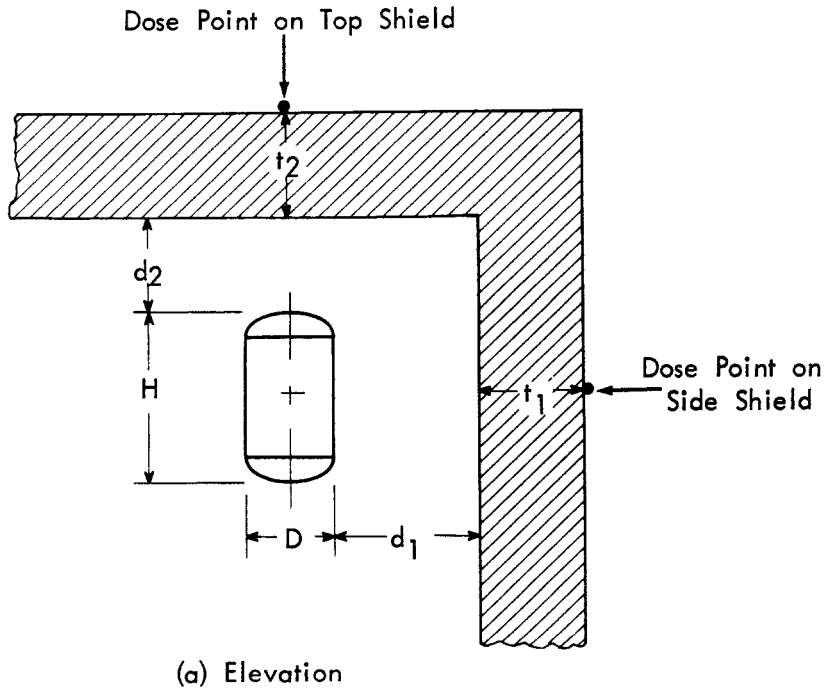 Dose Point on Top Shield
t2
d2
H
Dose Point on
Side Shield
t1
D
d1
(a) Elevation